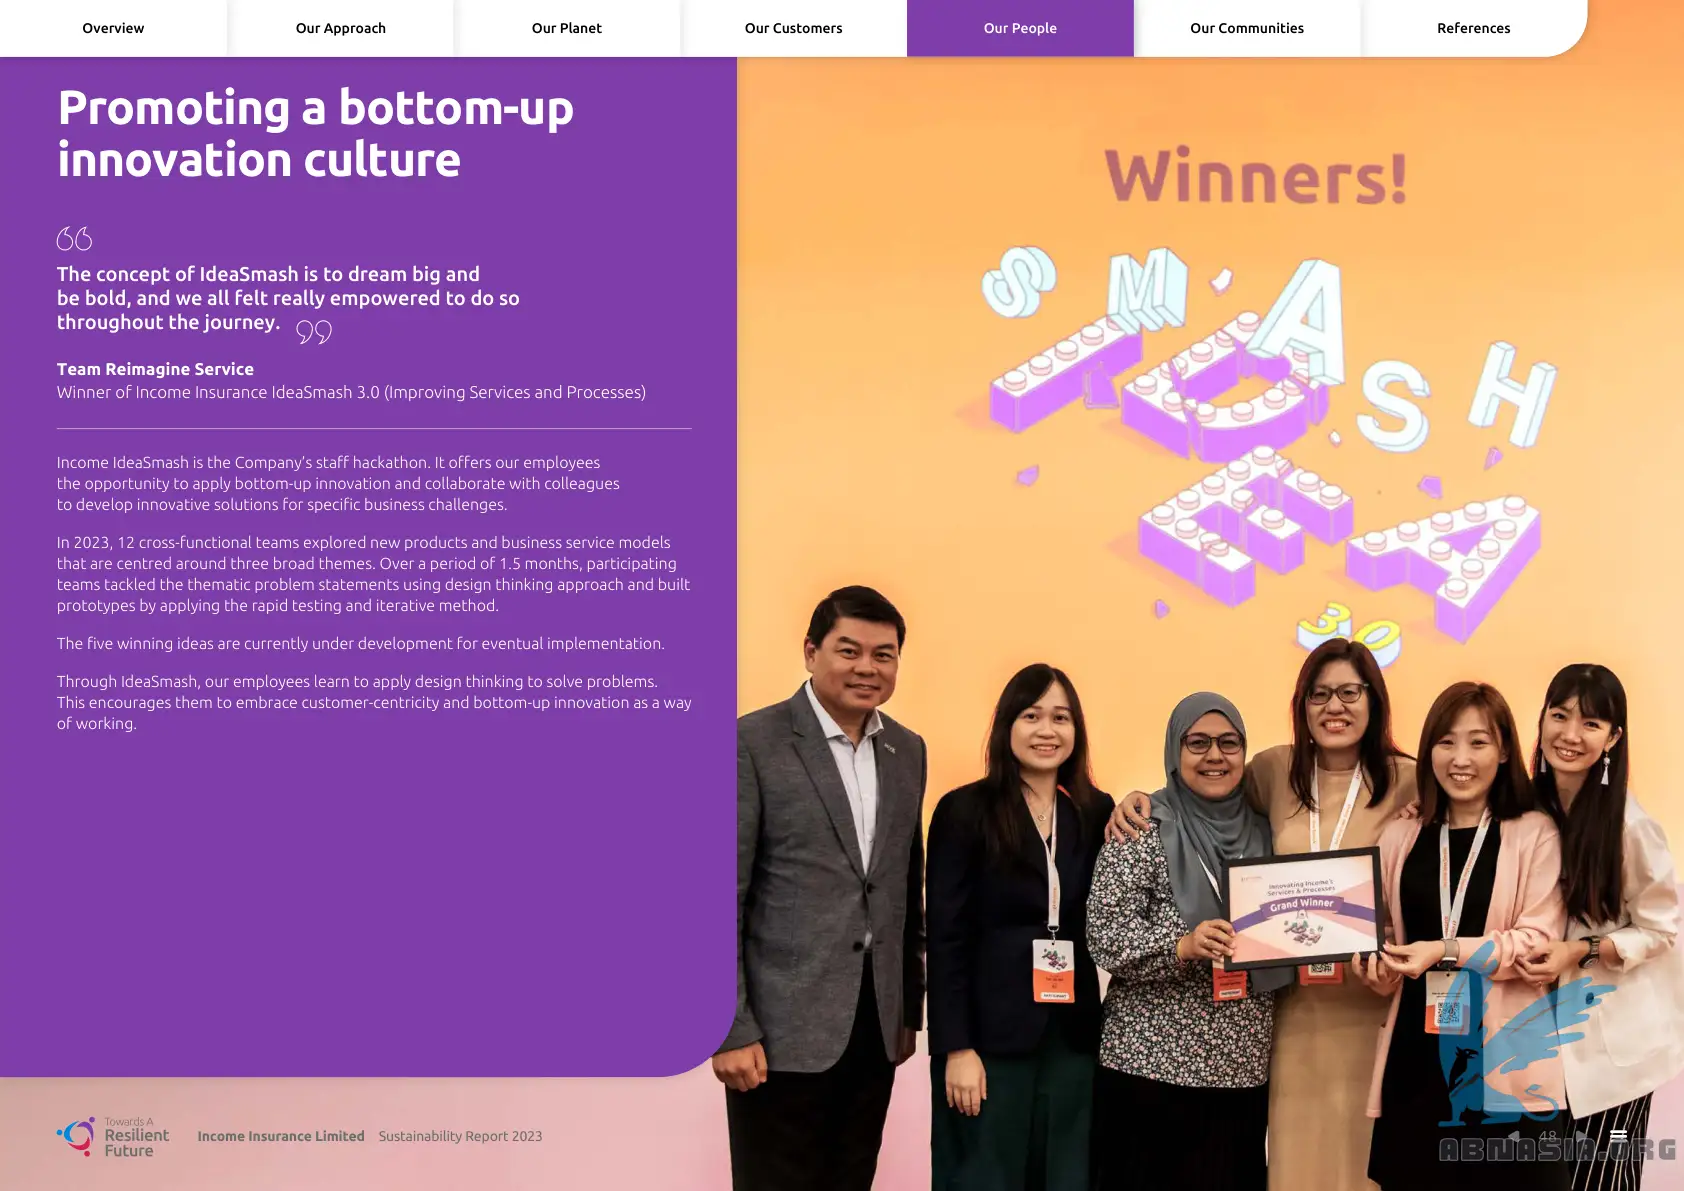 Overview
Our Approach
Our Planet
Our Customers
Our People
Our Communities
References
Promoting a bottom-up
innovation culture
“
The concept of IdeaSmash is to dream big and
be bold, and we all felt really empowered to do so
throughout the journey. ”
Team Reimagine Service
Winner of Income Insurance IdeaSmash 3.0 (Improving Services and Processes)
Income IdeaSmash is the Company’s staff hackathon. It offers our employees
the opportunity to apply bottom-up innovation and collaborate with colleagues
to develop innovative solutions for specific business challenges.
In 2023, 12 cross-functional teams explored new products and business service models
that are centred around three broad themes. Over a period of 1.5 months, participating
teams tackled the thematic problem statements using design thinking approach and built
prototypes by applying the rapid testing and iterative method.
The five winning ideas are currently under development for eventual implementation.
Through IdeaSmash, our employees learn to apply design thinking to solve problems.
This encourages them to embrace customer-centricity and bottom-up innovation as a way
of working.
Winners!
SMASH
IDEA
30
Innovating Income's
Services & Processes
Grand Winner
Towards A
Resilient
Future
Income Insurance Limited Sustainability Report 2023
48
ABNASIA.ORG